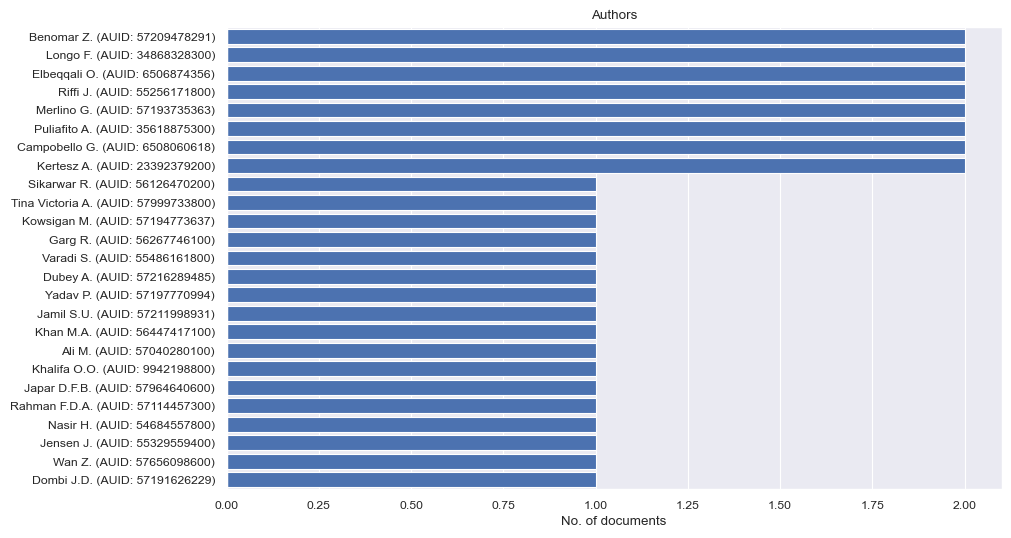 Authors
Benomar Z. (AUID: 57209478291)
Longo F. (AUID: 34868328300)
Elbeqqali O. (AUID: 6506874356)
Riffi J. (AUID: 55256171800)
Merlino G. (AUID: 57193735363)
Puliafito A. (AUID: 35618875300)
Campobello G. (AUID: 6508060618)
Kertesz A. (AUID: 23392379200)
Sikarwar R. (AUID: 56126470200)
Tina Victoria A. (AUID: 57999733800)
Kowsigan M. (AUID: 57194773637)
Garg R. (AUID: 56267746100)
Varadi S. (AUID: 55486161800)
Dubey A. (AUID: 57216289485)
Yadav P. (AUID: 57197770994)
Jamil S.U. (AUID: 57211998931)
Khan M.A. (AUID: 56447417100)
Ali M. (AUID: 57040280100)
Khalifa O.O. (AUID: 9942198800)
Japar D.F.B. (AUID: 57964640600)
Rahman F.D.A. (AUID: 57114457300)
Nasir H. (AUID: 54684557800)
Jensen J. (AUID: 55329559400)
Wan Z. (AUID: 57656098600)
Dombi J.D. (AUID: 57191626229)
0.00 0.25 0.50 0.75 1.00 1.25 1.50 1.75 2.00
No. of documents